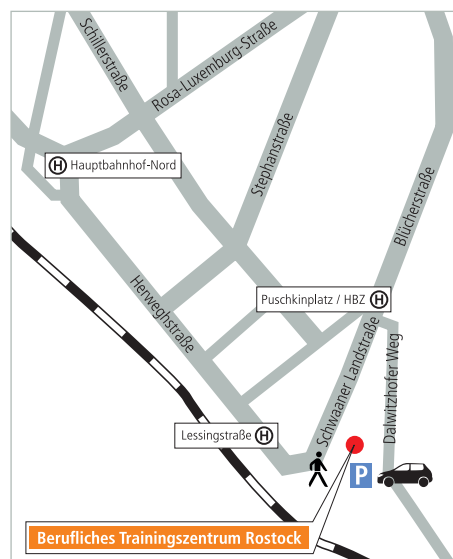 Schillerstraße
Rosa-Luxemburg-Straße
H Hauptbahnhof-Nord
Stephanstraße
Blücherstraße
Herweghstraße
Puschkinplatz / HBZ H
Schwaaner Landstraße
Dalwitzhofer Weg
Lessingstraße H
P
Berufliches Trainingszentrum Rostock